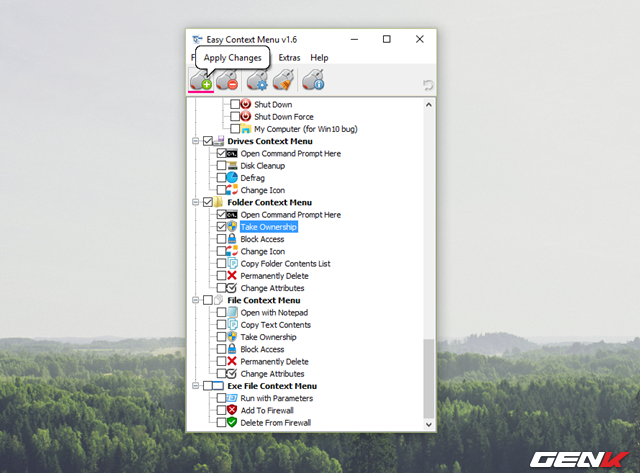 Easy Context Menu v1.6
F
Apply Changes
Extras
Help
Shut Down
Shut Down Force
My Computer (for Win10 bug)
Drives Context Menu
Open Command Prompt Here
Disk Cleanup
Defrag
Change Icon
Folder Context Menu
Open Command Prompt Here
Take Ownership
Block Access
Change Icon
Copy Folder Contents List
Permanently Delete
Change Attributes
File Context Menu
Open with Notepad
Copy Text Contents
Take Ownership
Block Access
Permanently Delete
Change Attributes
Exe File Context Menu
Run with Parameters
Add To Firewall
Delete From Firewall
GENK